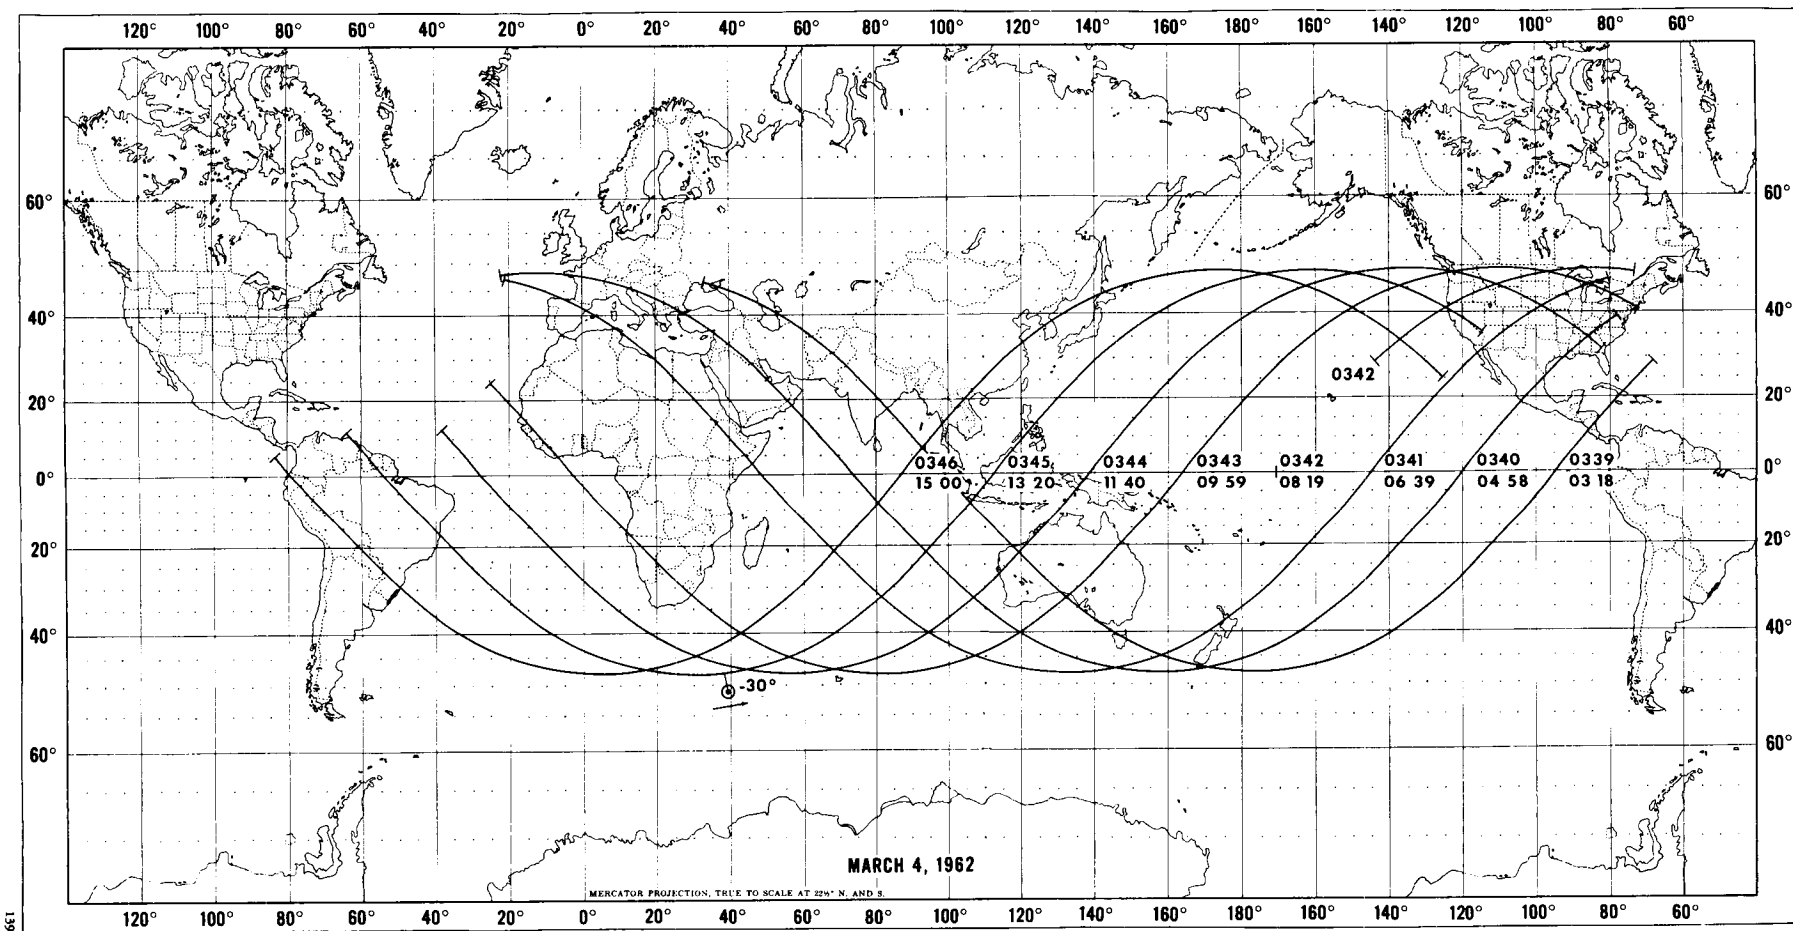 120° 100° 80° 60° 40° 20° 0° 20° 40° 60° 80° 100° 120° 140° 160° 180° 160° 140° 120° 100° 80° 60°
60° 60°
40° 40°
0342
20° 20°
0346 0345 0344 0343 0342 0341 0340 0339
0° 0°
15 00 13 20 11 40 09 59 08 19 06 39 04 58 03 18
20° 20°
40° 40°
-30°
60° 60°
MARCH 4, 1962
MERCATOR PROJECTION, TRUE TO SCALE AT 22½° N. AND S.
120° 100° 80° 60° 40° 20° 0° 20° 40° 60° 80° 100° 120° 140° 160° 180° 160° 140° 120° 100° 80° 60°
139